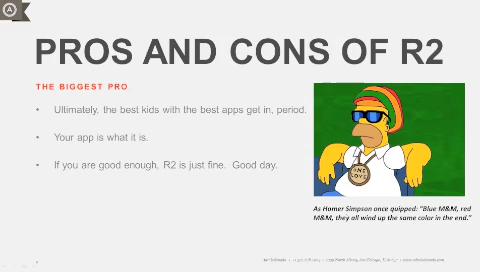 A
PROS AND CONS OF R2
THE BIGGEST PRO
• Ultimately, the best kids with the best apps get in, period.
• Your app is what it is.
• If you are good enough, R2 is just fine. Good day.
ONE
LOVE
As Homer Simpson once quipped: "Blue M&M, red
M&M, they all wind up the same color in the end."